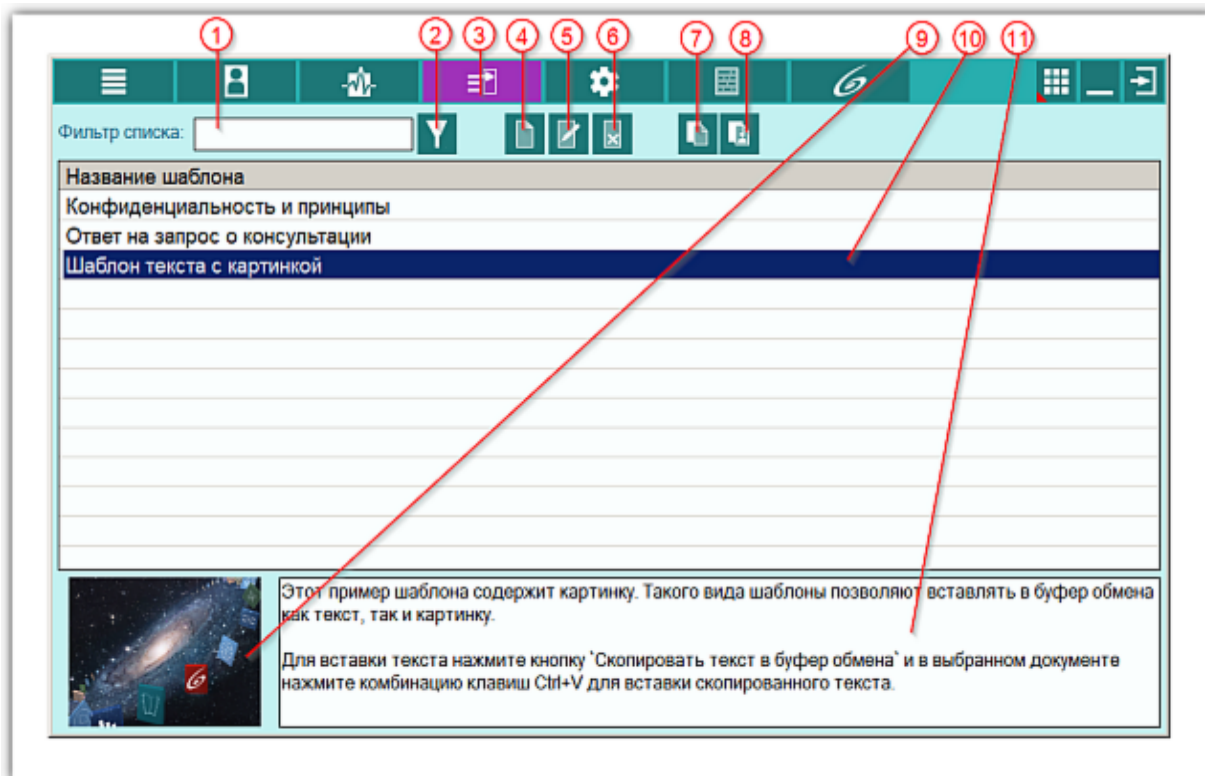 1 2 3 4 5 6 7 8 9 10 11
Фильтр списка:
Название шаблона
Конфиденциальность и принципы
Ответ на запрос о консультации
Шаблон текста с картинкой
Этот пример шаблона содержит картинку. Такого вида шаблоны позволяют вставлять в буфер обмена
как текст, так и картинку.
Для вставки текста нажмите кнопку `Скопировать текст в буфер обмена` и в выбранном документе
нажмите комбинацию клавиш Ctrl+V для вставки скопированного текста.